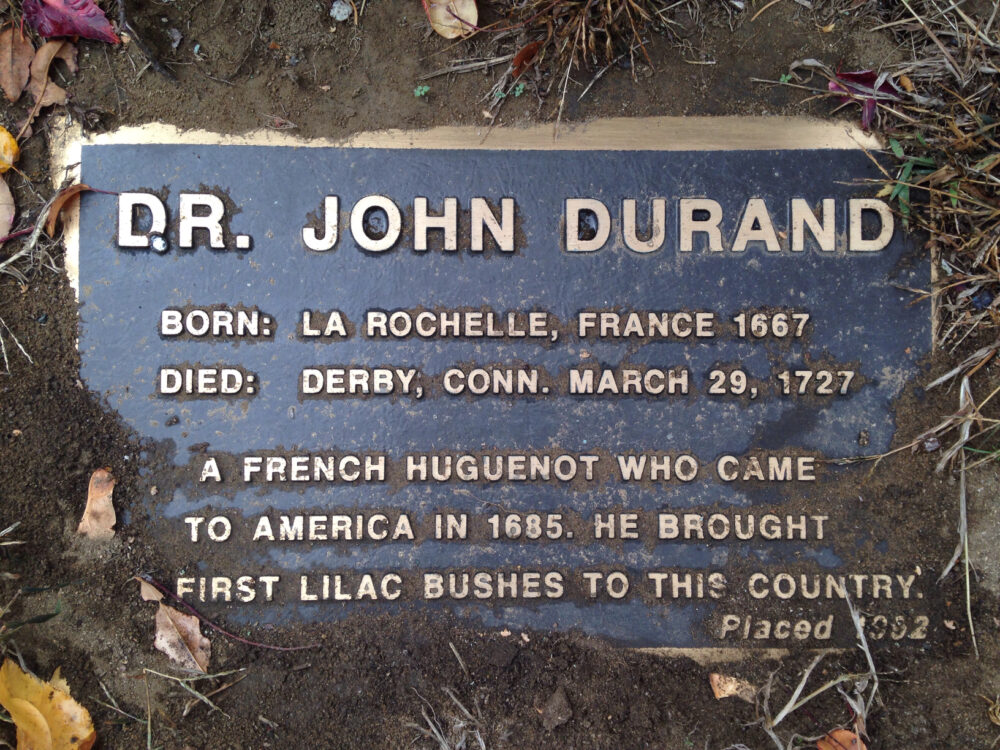 DR. JOHN DURAND
BORN: LA ROCHELLE, FRANCE 1667
DIED: DERBY, CONN. MARCH 29, 1727
A FRENCH HUGUENOT WHO CAME
TO AMERICA IN 1685. HE BROUGHT
FIRST LILAC BUSHES TO THIS COUNTRY.
Placed